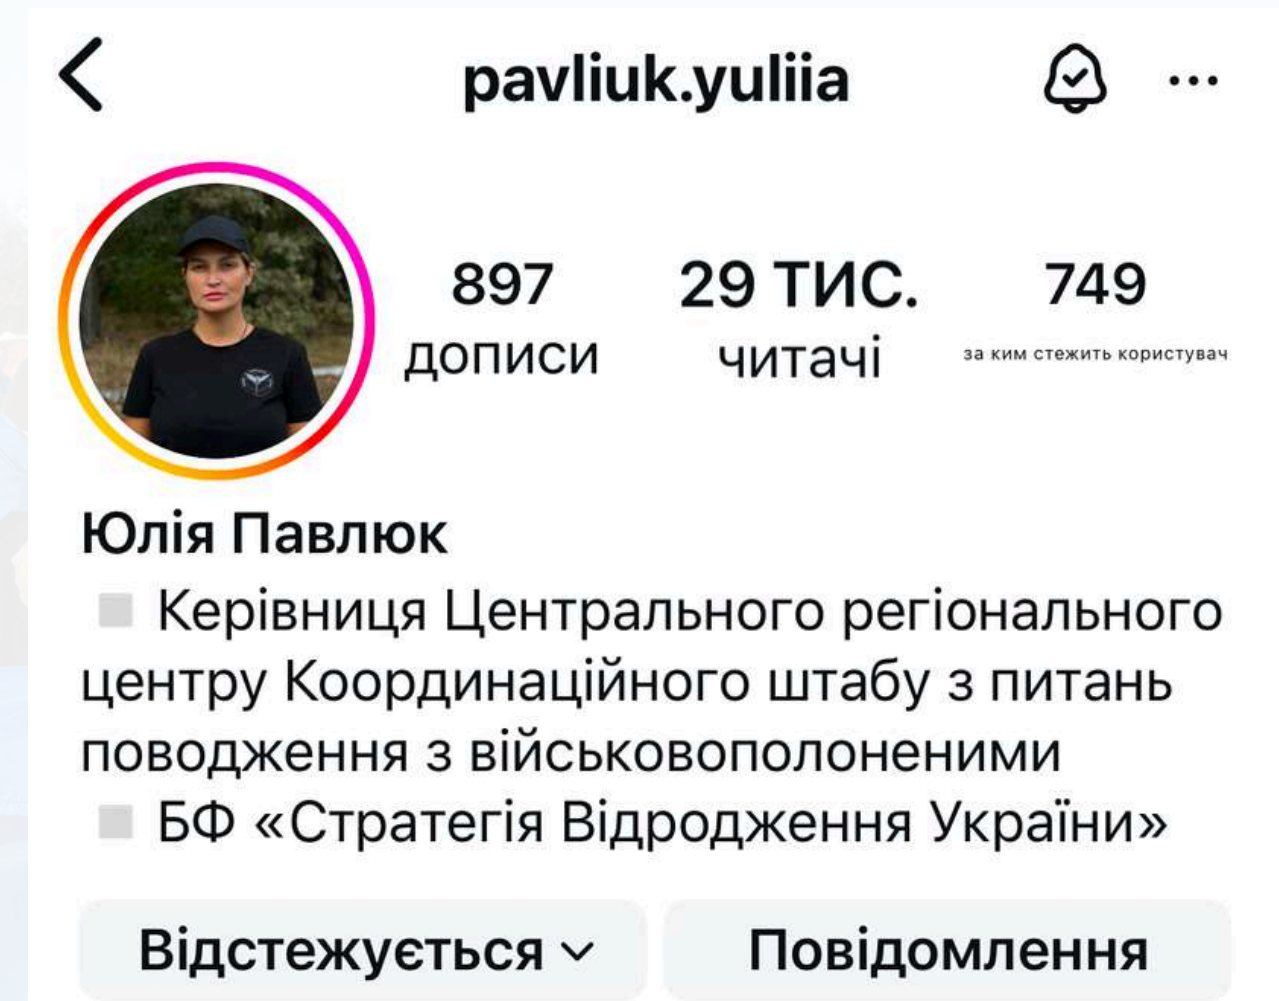 pavliuk.yuliia
897 29 ТИС. 749
дописи читачі за ким стежить користувач
Юлія Павлюк
Керівниця Центрального регіонального
центру Координаційного штабу з питань
поводження з військовополоненими
БФ «Стратегія Відродження України»
Відстежується Повідомлення